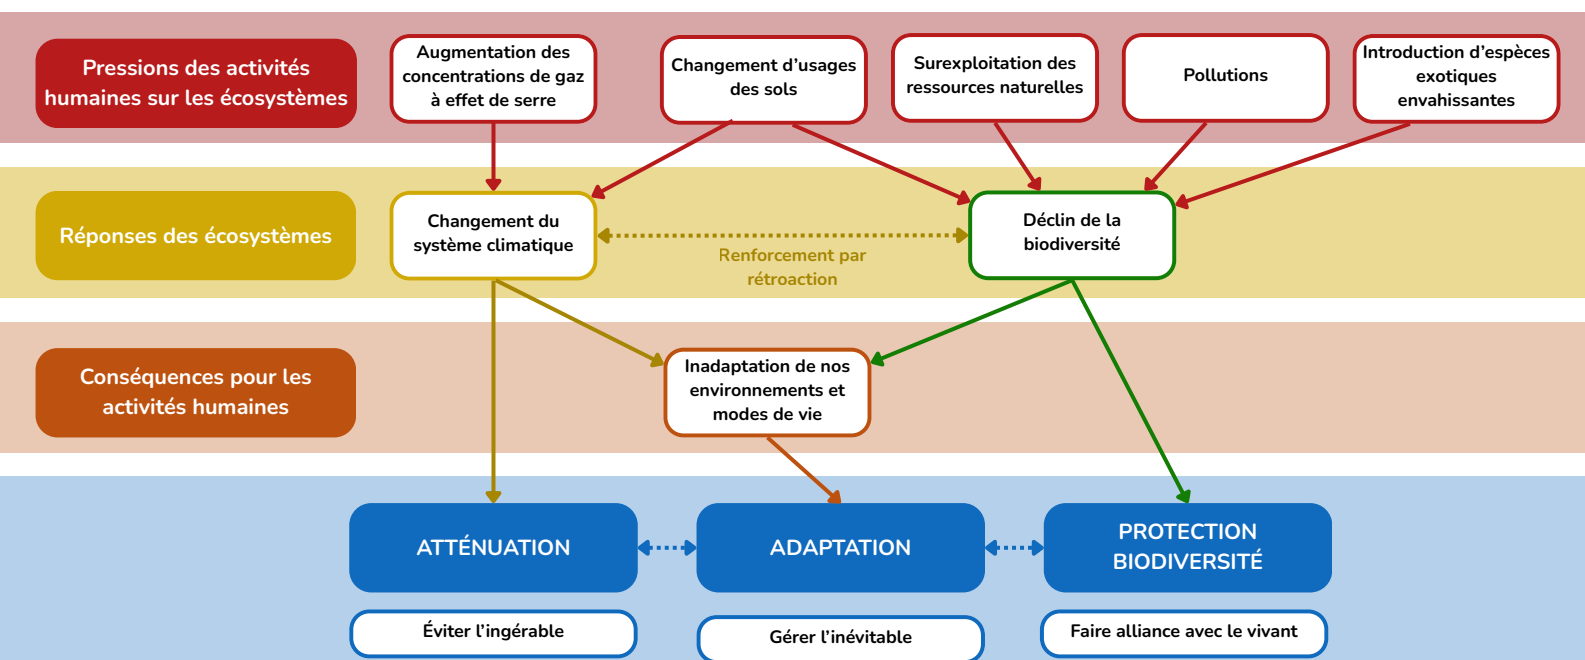 Pressions des activités
humaines sur les écosystèmes
Augmentation des
concentrations de gaz
à effet de serre
Changement d’usages
des sols
Surexploitation des
ressources naturelles
Pollutions
Introduction d’espèces
exotiques
envahissantes
Réponses des écosystèmes
Changement du
système climatique
Renforcement par
rétroaction
Déclin de la
biodiversité
Conséquences pour les
activités humaines
Inadaptation de nos
environnements et
modes de vie
ATTÉNUATION
ADAPTATION
PROTECTION
BIODIVERSITÉ
Éviter l’ingérable
Gérer l’inévitable
Faire alliance avec le vivant